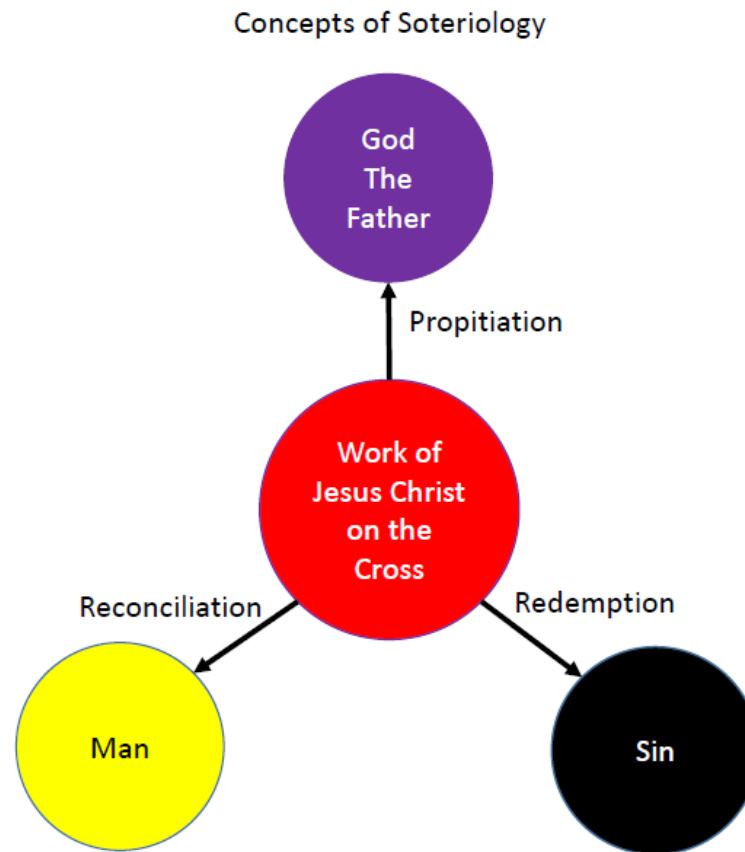 Concepts of Soteriology
God
The
Father
Propitiation
Work of
Jesus Christ
on the
Cross
Reconciliation
Redemption
Man
Sin